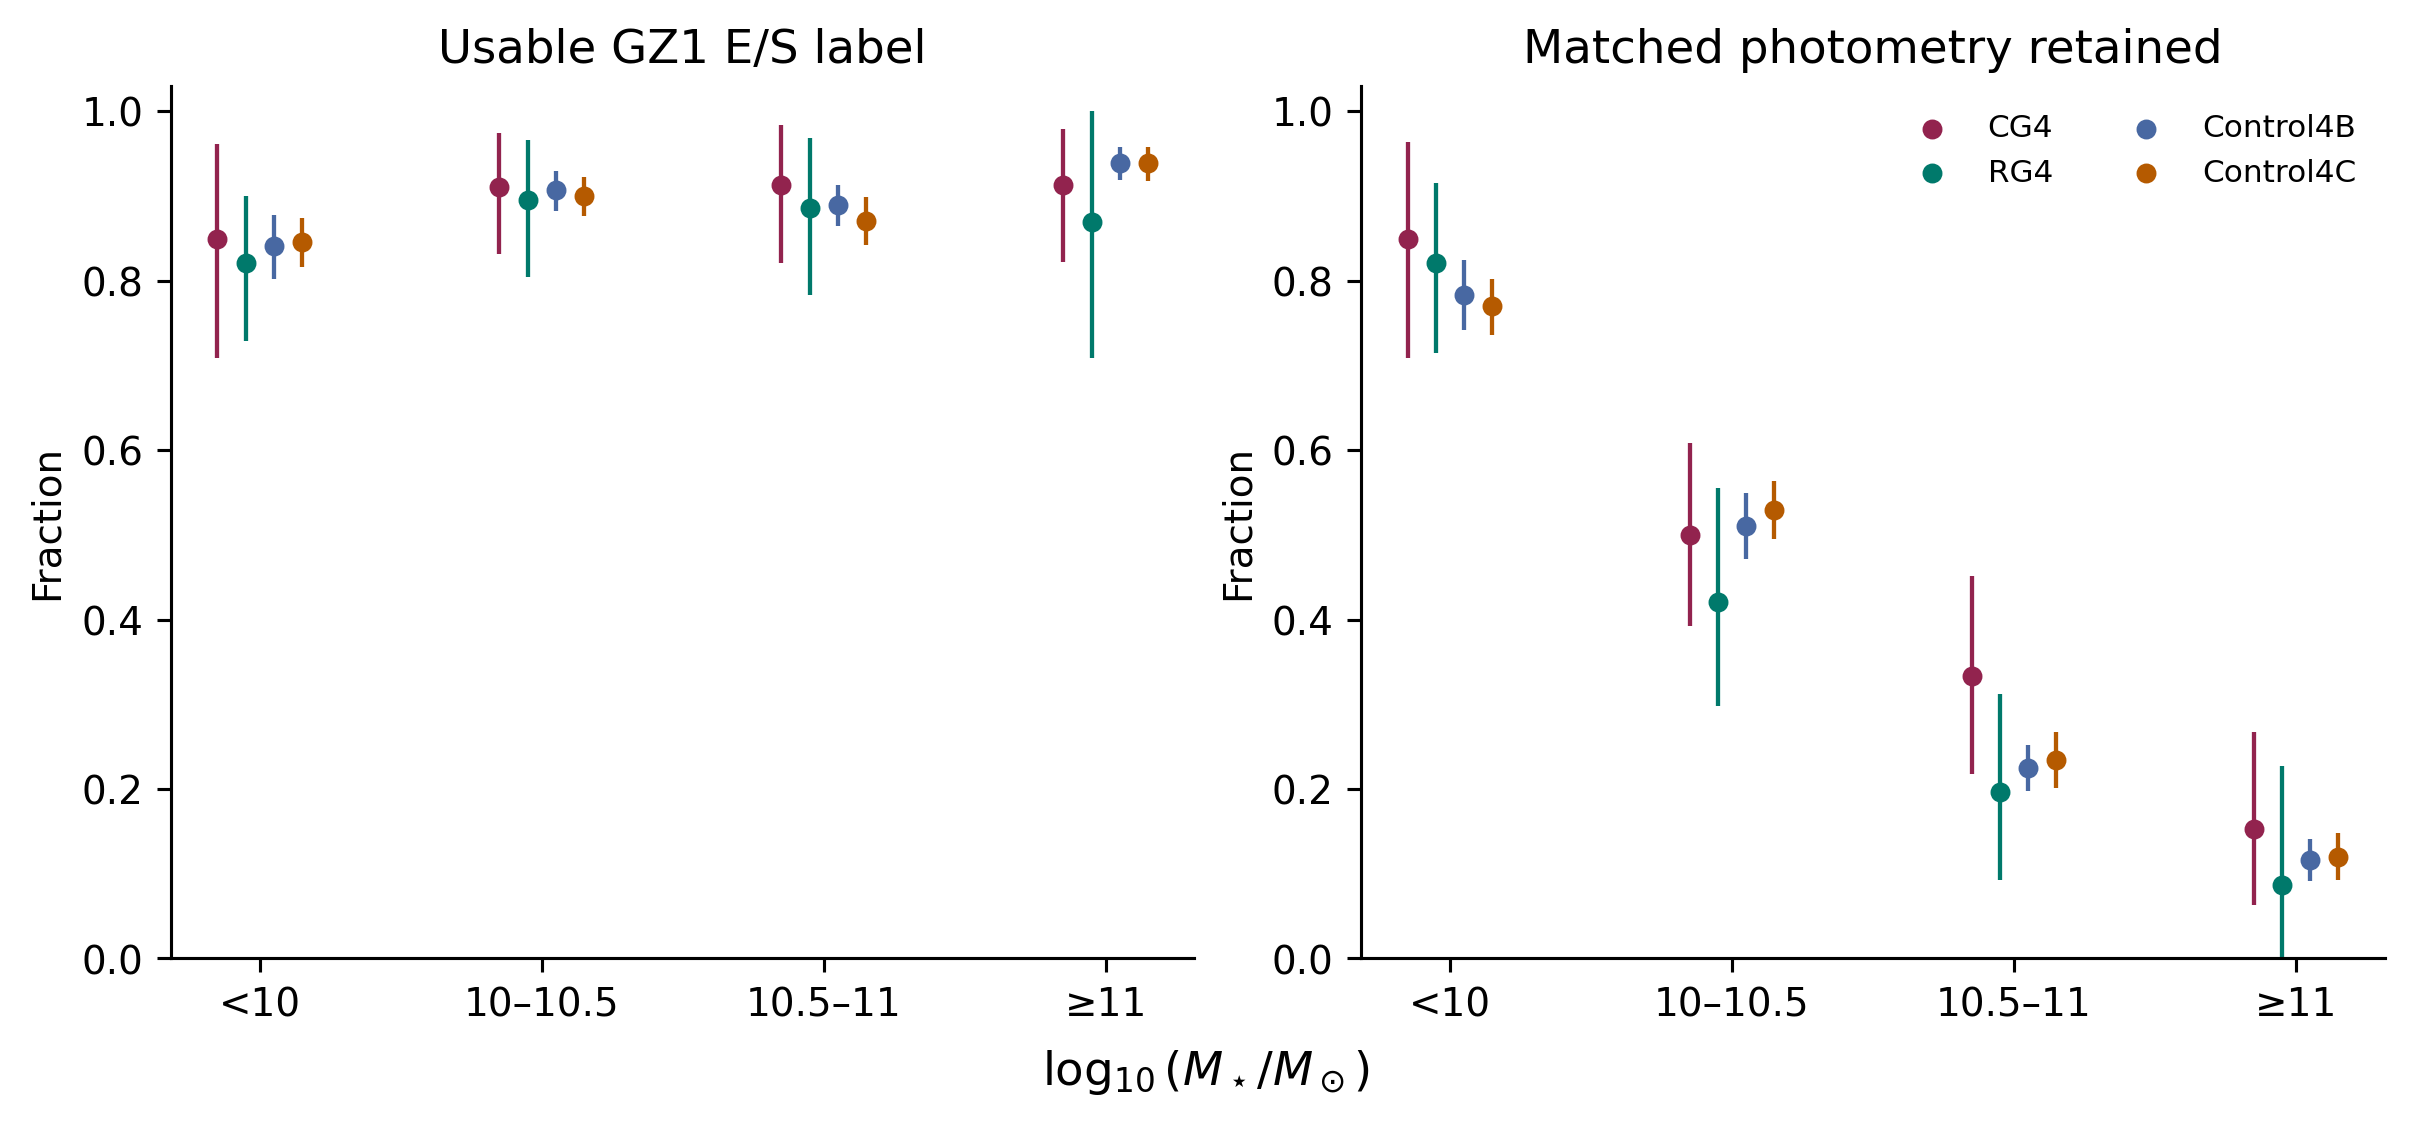 Usable GZ1 E/S label
Fraction
1.0
0.8
0.6
0.4
0.2
0.0
<10
10–10.5
10.5–11
≥11
Matched photometry retained
Fraction
1.0
0.8
0.6
0.4
0.2
0.0
CG4
RG4
Control4B
Control4C
<10
10–10.5
10.5–11
≥11
log₁₀(M⋆/M⊙)